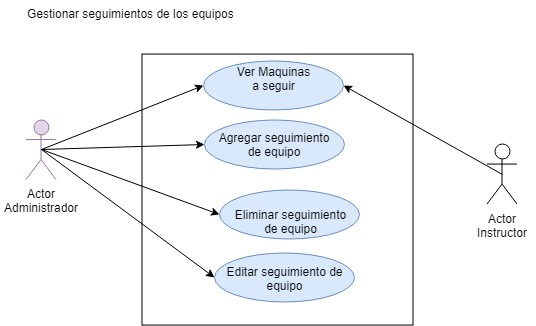 Gestionar seguimientos de los equipos
Ver Maquinas
a seguir
Agregar seguimiento
de equipo
Eliminar seguimiento
de equipo
Editar seguimiento de
equipo
Actor
Administrador
Actor
Instructor